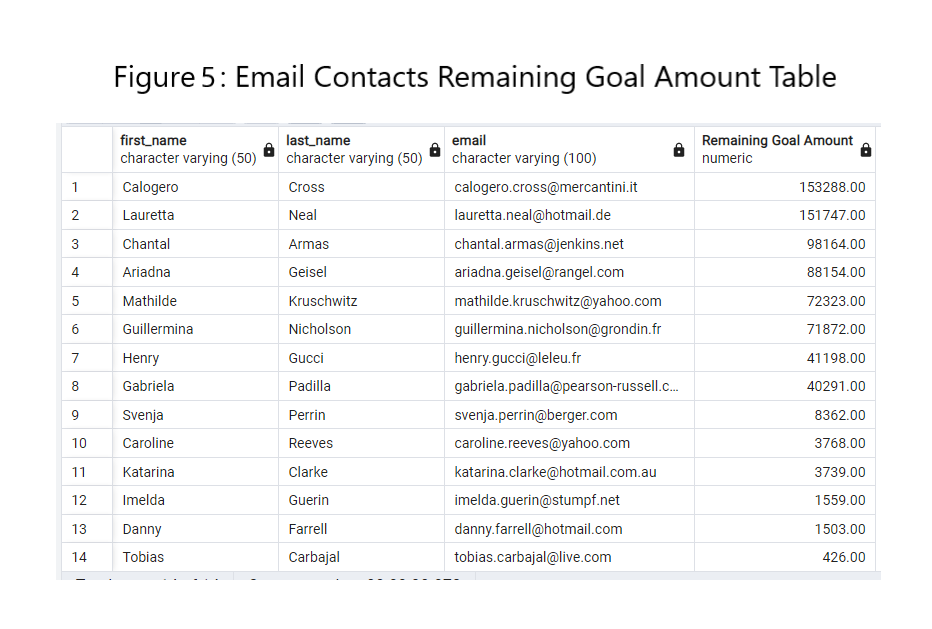 Figure 5: Email Contacts Remaining Goal Amount Table
first_name last_name email Remaining Goal Amount
character varying (50) character varying (50) character varying (100) numeric
1 Calogero Cross calogero.cross@mercantini.it 153288.00
2 Lauretta Neal lauretta.neal@hotmail.de 151747.00
3 Chantal Armas chantal.armas@jenkins.net 98164.00
4 Ariadna Geisel ariadna.geisel@rangel.com 88154.00
5 Mathilde Kruschwitz mathilde.kruschwitz@yahoo.com 72323.00
6 Guillermina Nicholson guillermina.nicholson@grondin.fr 71872.00
7 Henry Gucci henry.gucci@leleu.fr 41198.00
8 Gabriela Padilla gabriela.padilla@pearson-russell.c... 40291.00
9 Svenja Perrin svenja.perrin@berger.com 8362.00
10 Caroline Reeves caroline.reeves@yahoo.com 3768.00
11 Katarina Clarke katarina.clarke@hotmail.com.au 3739.00
12 Imelda Guerin imelda.guerin@stumpf.net 1559.00
13 Danny Farrell danny.farrell@hotmail.com 1503.00
14 Tobias Carbajal tobias.carbajal@live.com 426.00